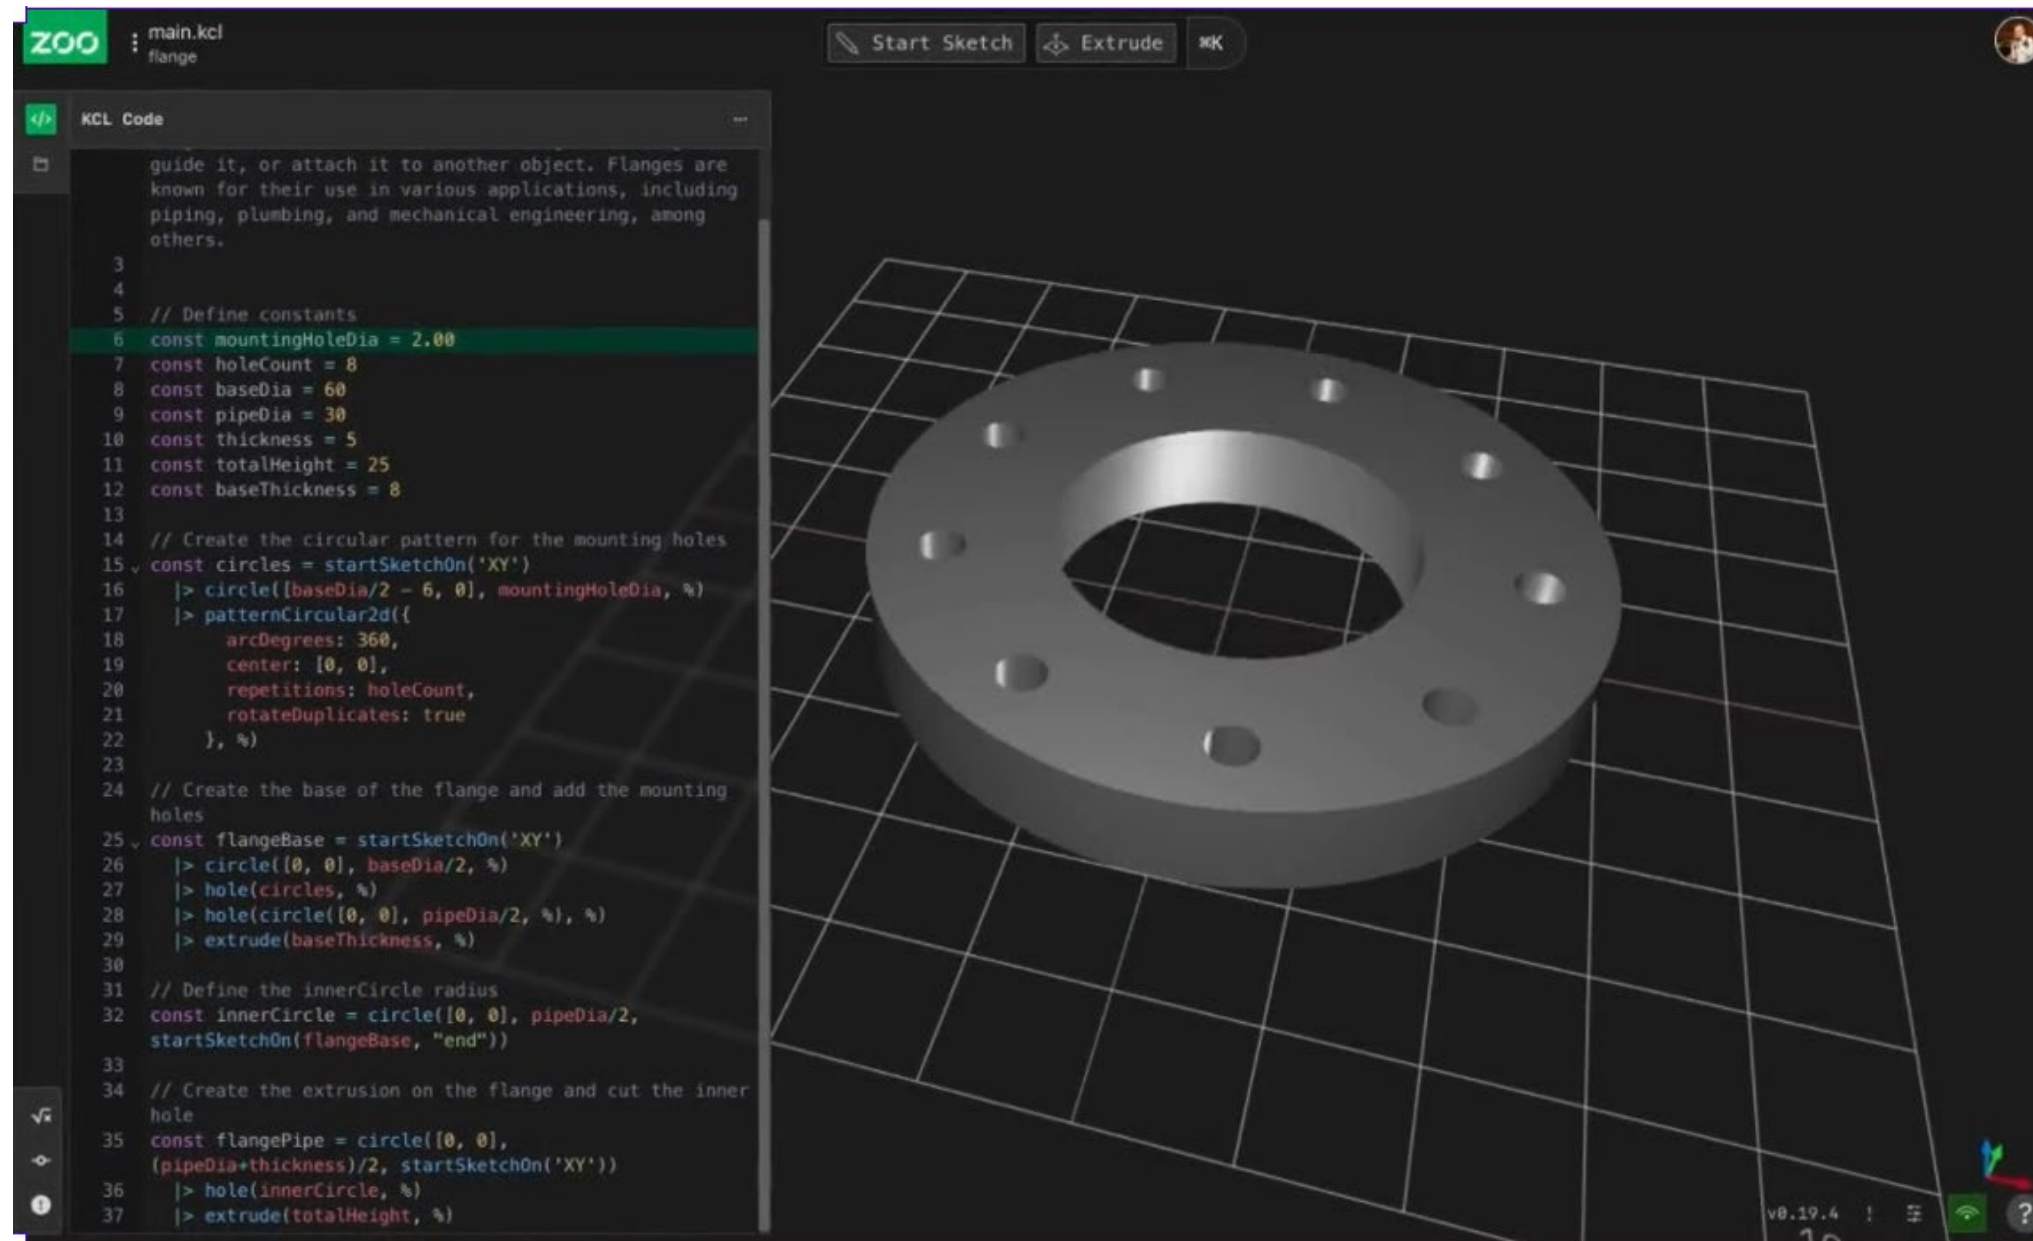 ZOO
main.kcl
flange
Start Sketch
Extrude
⌘K
KCL Code
guide it, or attach it to another object. Flanges are
known for their use in various applications, including
piping, plumbing, and mechanical engineering, among
others.
3
4
5 // Define constants
6 const mountingHoleDia = 2.00
7 const holeCount = 8
8 const baseDia = 60
9 const pipeDia = 30
10 const thickness = 5
11 const totalHeight = 25
12 const baseThickness = 8
13
14 // Create the circular pattern for the mounting holes
15 const circles = startSketchOn('XY')
16 |> circle([baseDia/2 - 6, 0], mountingHoleDia, %)
17 |> patternCircular2d({
18 arcDegrees: 360,
19 center: [0, 0],
20 repetitions: holeCount,
21 rotateDuplicates: true
22 }, %)
23
24 // Create the base of the flange and add the mounting
holes
25 const flangeBase = startSketchOn('XY')
26 |> circle([0, 0], baseDia/2, %)
27 |> hole(circles, %)
28 |> hole(circle([0, 0], pipeDia/2, %), %)
29 |> extrude(baseThickness, %)
30
31 // Define the innerCircle radius
32 const innerCircle = circle([0, 0], pipeDia/2,
startSketchOn(flangeBase, "end"))
33
34 // Create the extrusion on the flange and cut the inner
hole
35 const flangePipe = circle([0, 0],
(pipeDia+thickness)/2, startSketchOn('XY'))
36 |> hole(innerCircle, %)
37 |> extrude(totalHeight, %)
v0.19.4